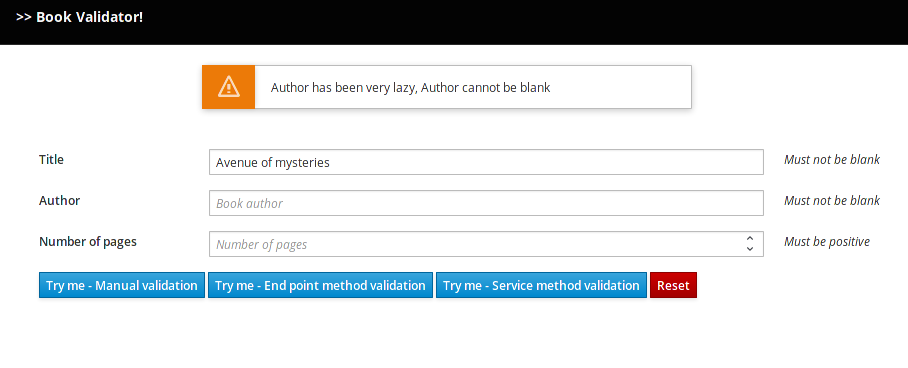 >> Book Validator!
Author has been very lazy, Author cannot be blank
Title Avenue of mysteries Must not be blank
Author Book author Must not be blank
Number of pages Number of pages Must be positive
Try me - Manual validation Try me - End point method validation Try me - Service method validation Reset